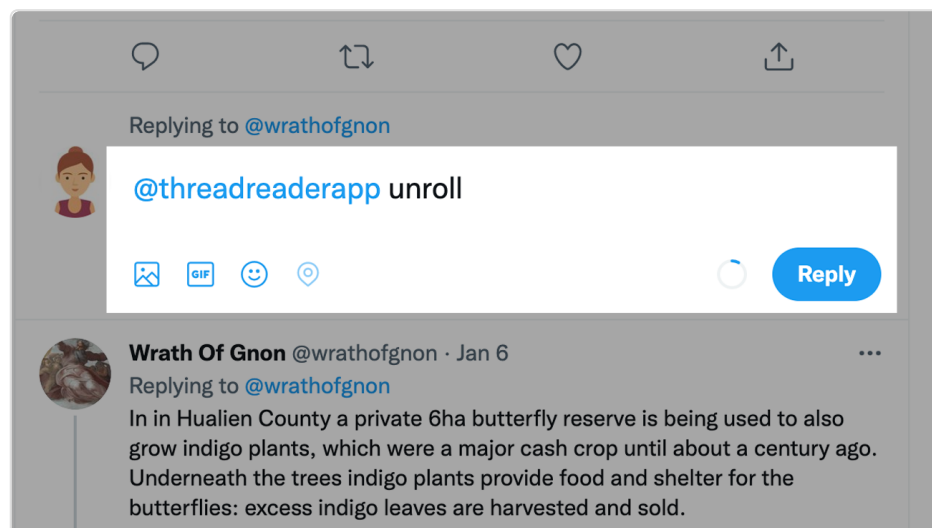 Replying to @wrathofgnon
@threadreaderapp unroll
GIF
Reply
Wrath Of Gnon @wrathofgnon · Jan 6
Replying to @wrathofgnon
In in Hualien County a private 6ha butterfly reserve is being used to also
grow indigo plants, which were a major cash crop until about a century ago.
Underneath the trees indigo plants provide food and shelter for the
butterflies: excess indigo leaves are harvested and sold.